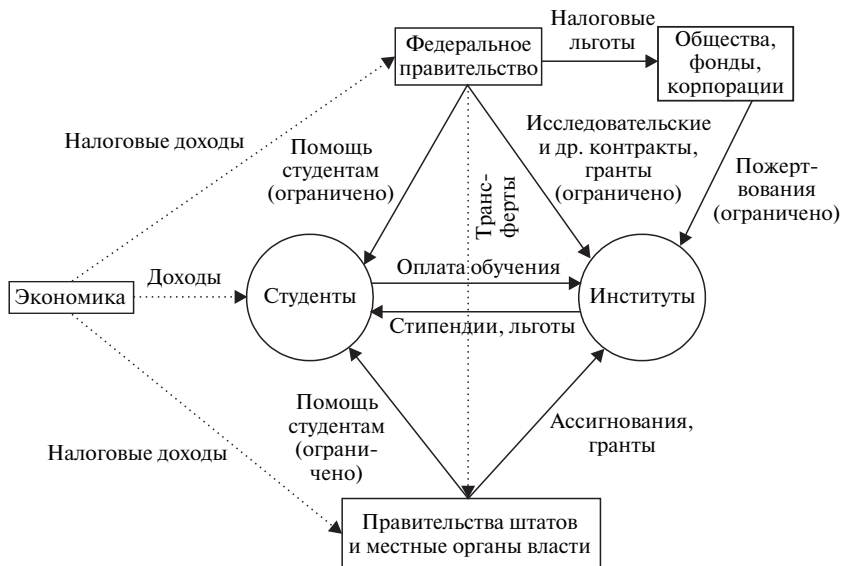 Федеральное
правительство
Налоговые
льготы
Общества,
фонды,
корпорации
Налоговые доходы
Помощь
студентам
(ограничено)
Транс-
ферты
Исследовательские
и др. контракты,
гранты
(ограничено)
Пожерт-
вования
(ограничено)
Экономика
Доходы
Студенты
Оплата обучения
Стипендии, льготы
Институты
Налоговые доходы
Помощь
студентам
(ограни-
чено)
Ассигнования,
гранты
Правительства штатов
и местные органы власти